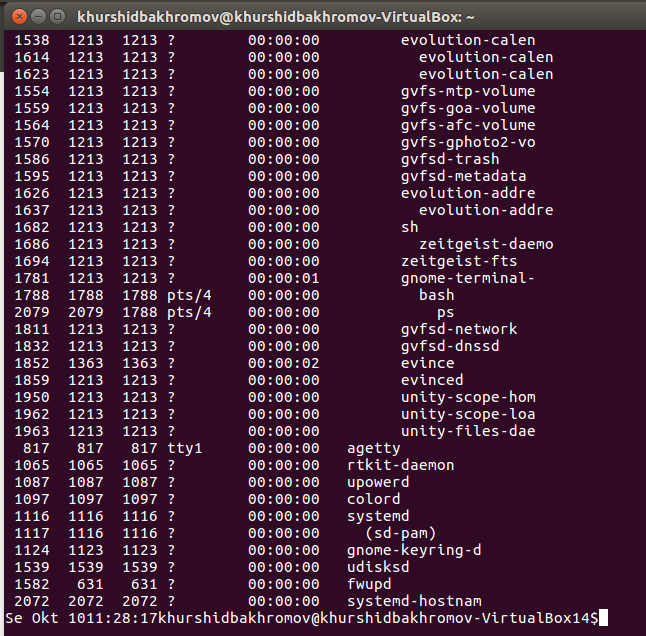 khurshidbakhromov@khurshidbakhromov-VirtualBox: ~
1538 1213 1213 ? 00:00:00 evolution-calen
1614 1213 1213 ? 00:00:00 evolution-calen
1623 1213 1213 ? 00:00:00 evolution-calen
1554 1213 1213 ? 00:00:00 gvfs-mtp-volume
1559 1213 1213 ? 00:00:00 gvfs-goa-volume
1564 1213 1213 ? 00:00:00 gvfs-afc-volume
1570 1213 1213 ? 00:00:00 gvfs-gphoto2-vo
1586 1213 1213 ? 00:00:00 gvfsd-trash
1595 1213 1213 ? 00:00:00 gvfsd-metadata
1626 1213 1213 ? 00:00:00 evolution-addre
1637 1213 1213 ? 00:00:00 evolution-addre
1682 1213 1213 ? 00:00:00 sh
1686 1213 1213 ? 00:00:00 zeitgeist-daemo
1694 1213 1213 ? 00:00:00 zeitgeist-fts
1781 1213 1213 ? 00:00:01 gnome-terminal-
1788 1788 1788 pts/4 00:00:00 bash
2079 2079 1788 pts/4 00:00:00 ps
1811 1213 1213 ? 00:00:00 gvfsd-network
1832 1213 1213 ? 00:00:00 gvfsd-dnssd
1852 1363 1363 ? 00:00:02 evince
1859 1213 1213 ? 00:00:00 evinced
1950 1213 1213 ? 00:00:00 unity-scope-hom
1962 1213 1213 ? 00:00:00 unity-scope-loa
1963 1213 1213 ? 00:00:00 unity-files-dae
817 817 817 tty1 00:00:00 agetty
1065 1065 1065 ? 00:00:00 rtkit-daemon
1087 1087 1087 ? 00:00:00 upowerd
1097 1097 1097 ? 00:00:00 colord
1116 1116 1116 ? 00:00:00 systemd
1117 1116 1116 ? 00:00:00 (sd-pam)
1124 1123 1123 ? 00:00:00 gnome-keyring-d
1539 1539 1539 ? 00:00:00 udisksd
1582 631 631 ? 00:00:00 fwupd
2072 2072 2072 ? 00:00:00 systemd-hostnam
Se Okt 1011:28:17khurshidbakhromov@khurshidbakhromov-VirtualBox14$